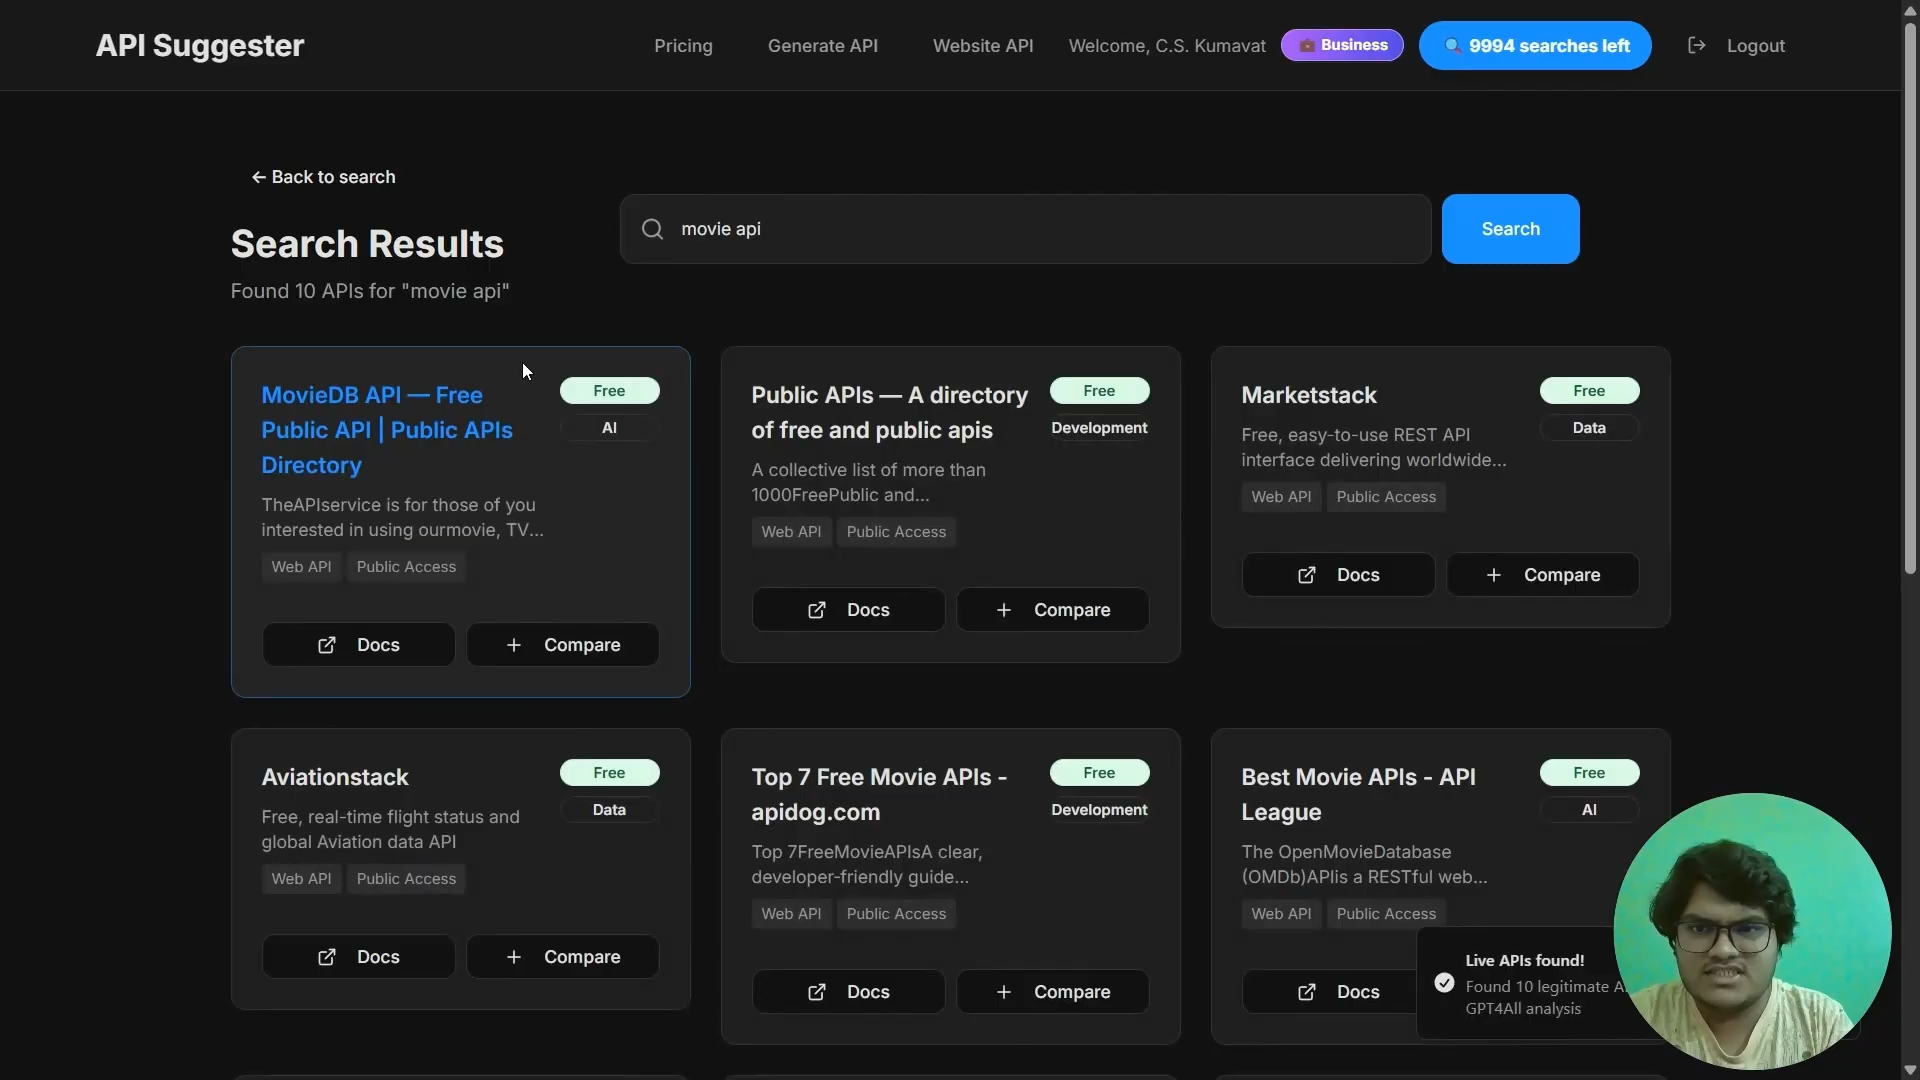 API Suggester
Pricing
Generate API
Website API
Welcome, C.S. Kumavat
Business
9994 searches left
Logout
← Back to search
movie api
Search
Search Results
Found 10 APIs for "movie api"
MovieDB API — Free
Public API | Public APIs
Directory
Free
AI
TheAPIservice is for those of you
interested in using ourmovie, TV...
Web API
Public Access
Docs
+ Compare
Public APIs — A directory
of free and public apis
Free
Development
A collective list of more than
1000FreePublic and...
Web API
Public Access
Docs
+ Compare
Marketstack
Free
Data
Free, easy-to-use REST API
interface delivering worldwide...
Web API
Public Access
Docs
+ Compare
Aviationstack
Free
Data
Free, real-time flight status and
global Aviation data API
Web API
Public Access
Docs
+ Compare
Top 7 Free Movie APIs -
apidog.com
Free
Development
Top 7FreeMovieAPIsA clear,
developer-friendly guide...
Web API
Public Access
Docs
+ Compare
Best Movie APIs - API
League
Free
AI
The OpenMovieDatabase
(OMDb)APIis a RESTful web...
Web API
Public Access
Docs
Live APIs found!
Found 10 legitimate
GPT4All analysis